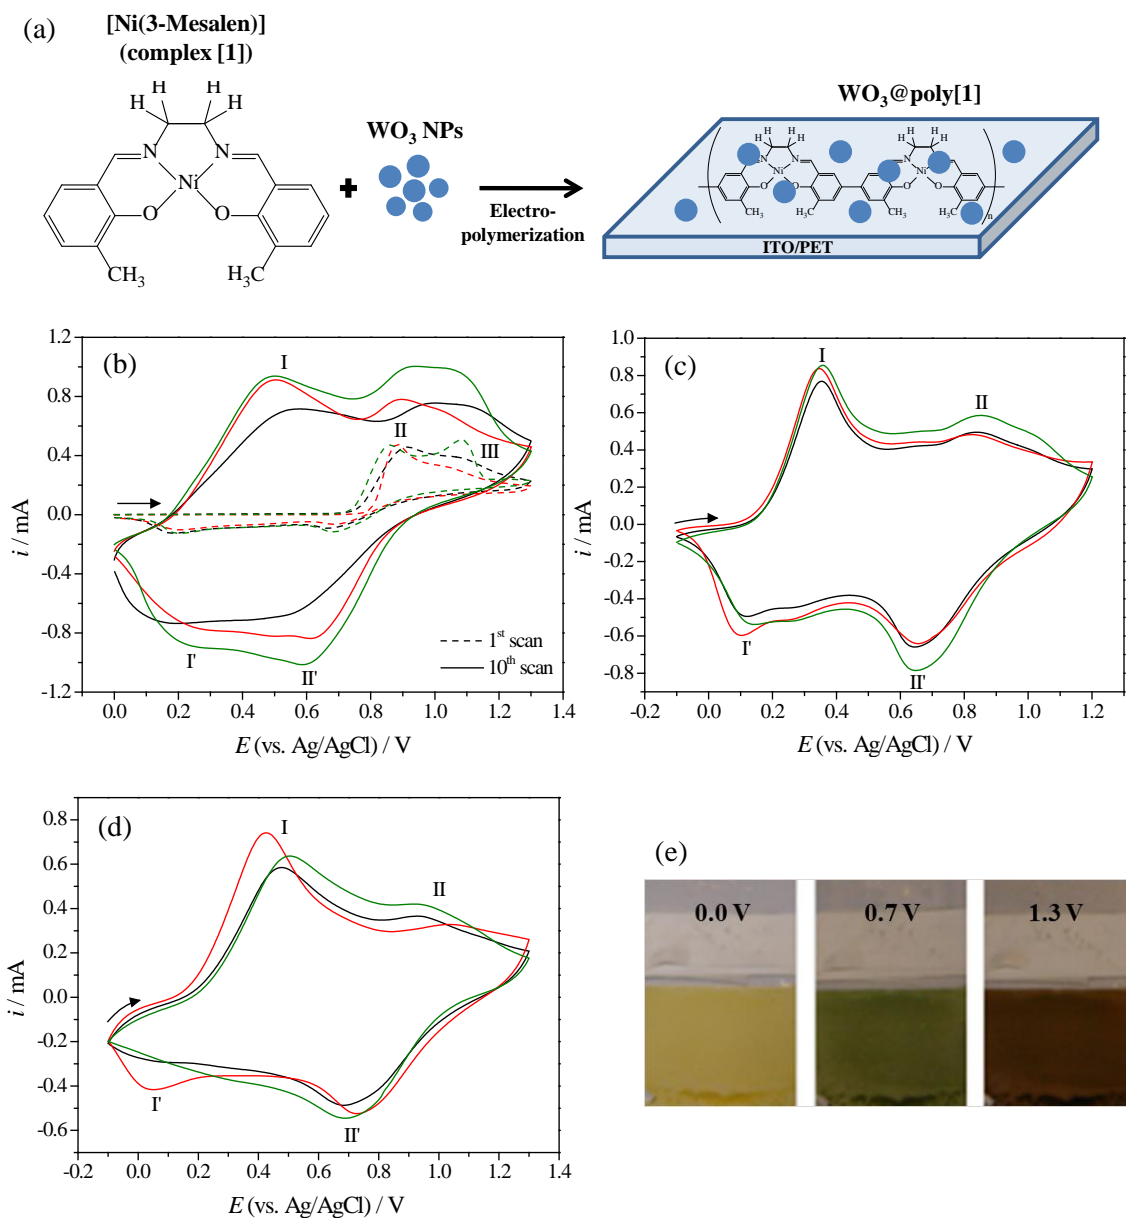 (a)
[Ni(3-Mesalen)]
(complex [1])
H H
H H
N N
Ni
O O
CH₃ H₃C
WO₃ NPs
Electro-
polymerization
WO₃@poly[1]
H H
H H
N N
Ni
O O
CH₃ H₃C
H H
H H
N
Ni
O O
CH₃ H₃C
n
ITO/PET
(b)
I
II
III
I'
II'
1st scan
10th scan
1.2
0.8
0.4
0.0
-0.4
-0.8
-1.2
i / mA
0.0 0.2 0.4 0.6 0.8 1.0 1.2 1.4
E (vs. Ag/AgCl) / V
(c)
I
II
I'
II'
1.0
0.8
0.6
0.4
0.2
0.0
-0.2
-0.4
-0.6
-0.8
i / mA
-0.2 0.0 0.2 0.4 0.6 0.8 1.0 1.2
E (vs. Ag/AgCl) / V
(d)
I
II
I'
II'
0.8
0.6
0.4
0.2
0.0
-0.2
-0.4
-0.6
i / mA
-0.2 0.0 0.2 0.4 0.6 0.8 1.0 1.2 1.4
E (vs. Ag/AgCl) / V
(e)
0.0 V 0.7 V 1.3 V